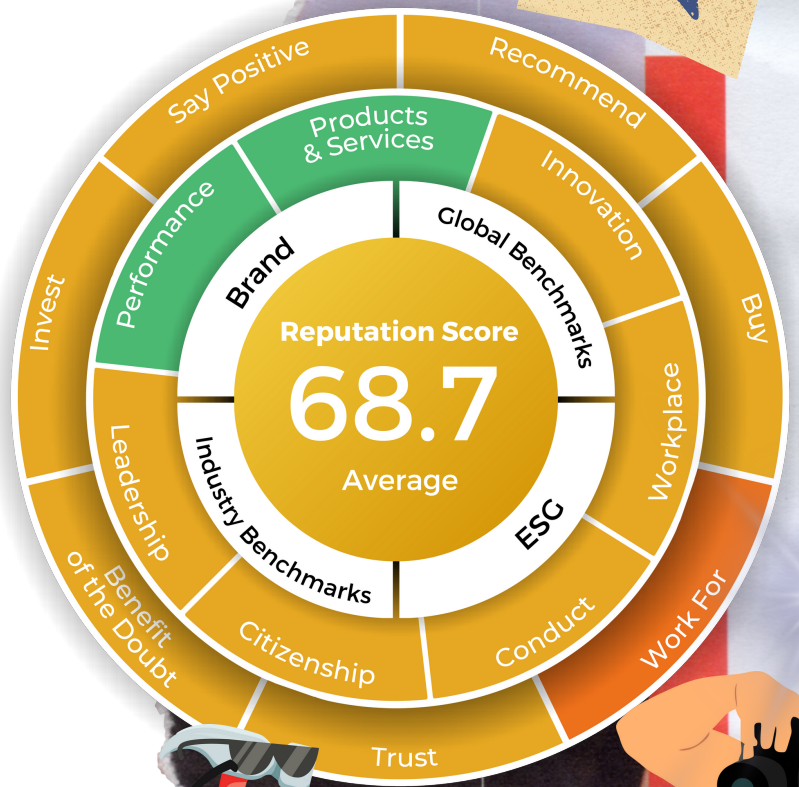 Say Positive
Recommend
Buy
Work For
Trust
Benefit
of the Doubt
Invest
Products
& Services
Innovation
Workplace
Conduct
Citizenship
Leadership
Performance
Brand
Global Benchmarks
ESG
Industry Benchmarks
Reputation Score
68.7
Average